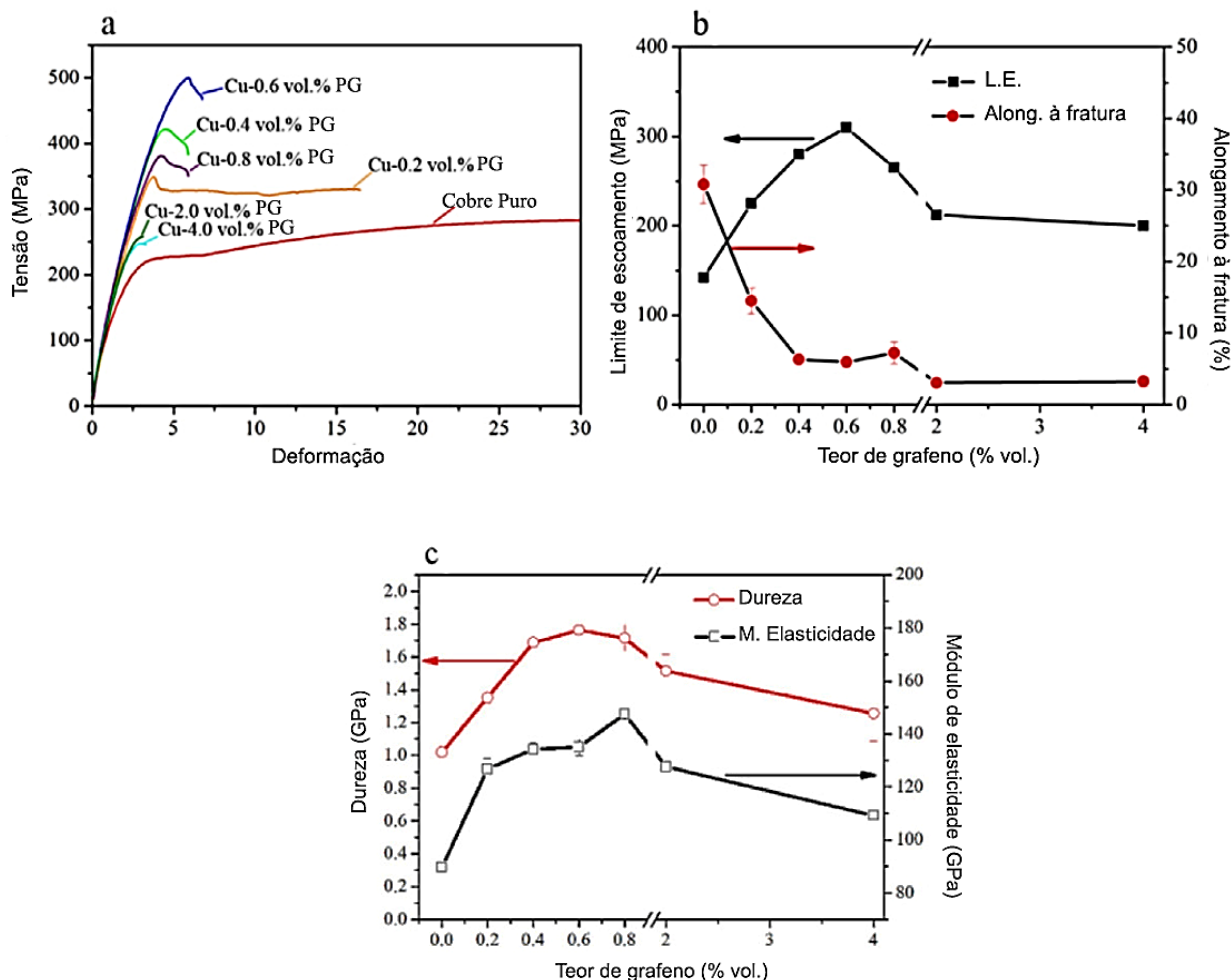 a
Tensão (MPa)
500
400
300
200
100
0
Cu-0.6 vol.% PG
Cu-0.4 vol.% PG
Cu-0.8 vol.% PG
Cu-0.2 vol.% PG
Cu-2.0 vol.% PG
Cu-4.0 vol.% PG
Cobre Puro
0 5 10 15 20 25 30
Deformação
b
Limite de escoamento (MPa)
400
300
200
100
0
L.E.
Along. à fratura
50
40
30
20
10
0
Alongamento à fratura (%)
0.0 0.2 0.4 0.6 0.8 2 3 4
Teor de grafeno (% vol.)
c
Dureza (GPa)
2.0
1.8
1.6
1.4
1.2
1.0
0.8
0.6
0.4
0.2
0.0
Dureza
M. Elasticidade
200
180
160
140
120
100
80
Módulo de elasticidade (GPa)
0.0 0.2 0.4 0.6 0.8 2 3 4
Teor de grafeno (% vol.)